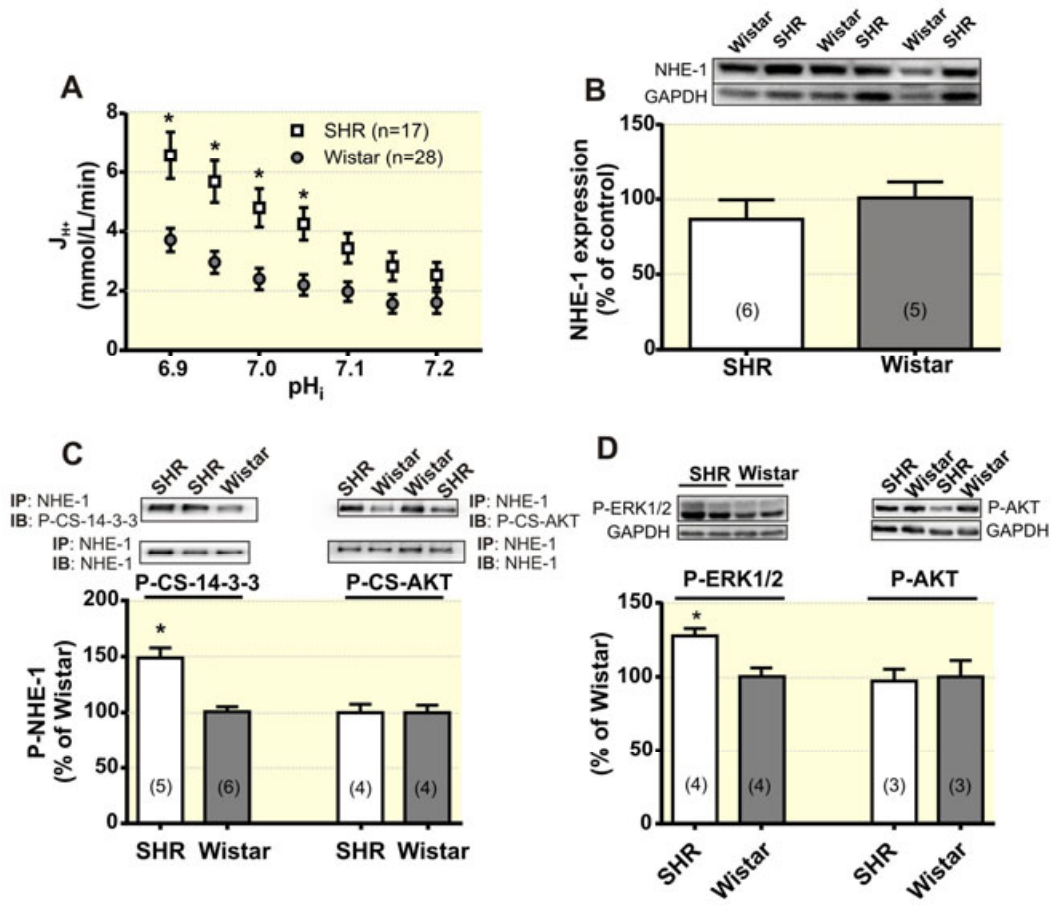 A
8
6
4
2
0
J_H+
(mmol/L/min)
*
*
*
*
SHR (n=17)
Wistar (n=28)
6.9 7.0 7.1 7.2
pH_i
B
Wistar SHR Wistar SHR Wistar SHR
NHE-1
GAPDH
150
100
50
0
NHE-1 expression
(% of control)
(6) (5)
SHR Wistar
C
SHR SHR Wistar
IP: NHE-1
IB: P-CS-14-3-3
IP: NHE-1
IB: NHE-1
SHR Wistar Wistar SHR
IP: NHE-1
IB: P-CS-AKT
IP: NHE-1
IB: NHE-1
P-CS-14-3-3 P-CS-AKT
200
150
100
50
0
P-NHE-1
(% of Wistar)
*
(5) (6) (4) (4)
SHR Wistar SHR Wistar
D
SHR Wistar
P-ERK1/2
GAPDH
SHR Wistar SHR Wistar
P-AKT
GAPDH
P-ERK1/2 P-AKT
150
100
50
0
(% of Wistar)
*
(4) (4) (3) (3)
SHR Wistar SHR Wistar